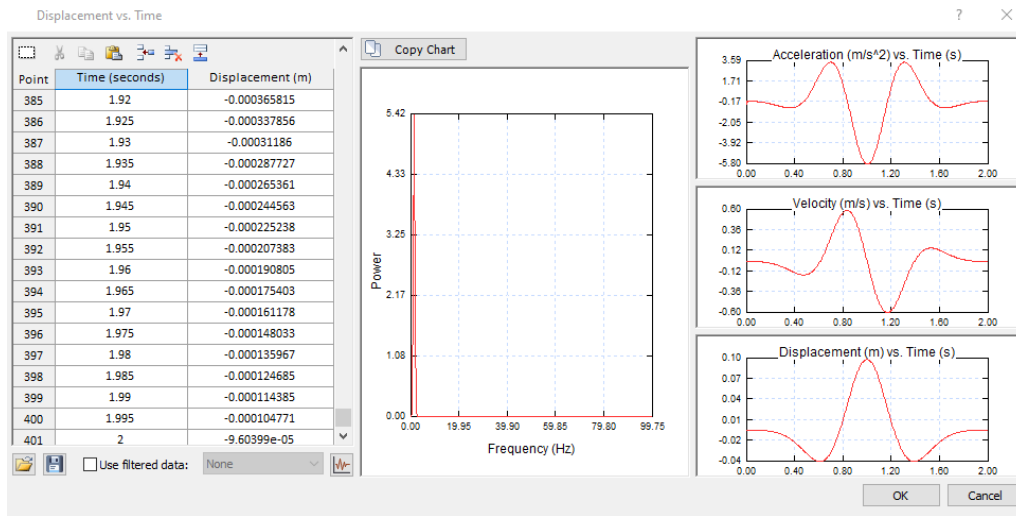 Displacement vs. Time
?
Point Time (seconds) Displacement (m)
385 1.92 -0.000365815
386 1.925 -0.000337856
387 1.93 -0.00031186
388 1.935 -0.000287727
389 1.94 -0.000265361
390 1.945 -0.000244563
391 1.95 -0.000225238
392 1.955 -0.000207383
393 1.96 -0.000190805
394 1.965 -0.000175403
395 1.97 -0.000161178
396 1.975 -0.000148033
397 1.98 -0.000135967
398 1.985 -0.000124685
399 1.99 -0.000114385
400 1.995 -0.000104771
401 2 -9.60399e-05
Use filtered data: None
Copy Chart
5.42
4.33
3.25
2.17
1.08
0.00
Power
0.00 19.95 39.90 59.85 79.80 99.75
Frequency (Hz)
Acceleration (m/s^2) vs. Time (s)
3.59
1.71
-0.17
-2.05
-3.92
-5.80
0.00 0.40 0.80 1.20 1.60 2.00
Velocity (m/s) vs. Time (s)
0.60
0.36
0.12
-0.12
-0.36
-0.60
0.00 0.40 0.80 1.20 1.60 2.00
Displacement (m) vs. Time (s)
0.10
0.07
0.04
0.01
-0.02
-0.04
0.00 0.40 0.80 1.20 1.60 2.00
OK Cancel